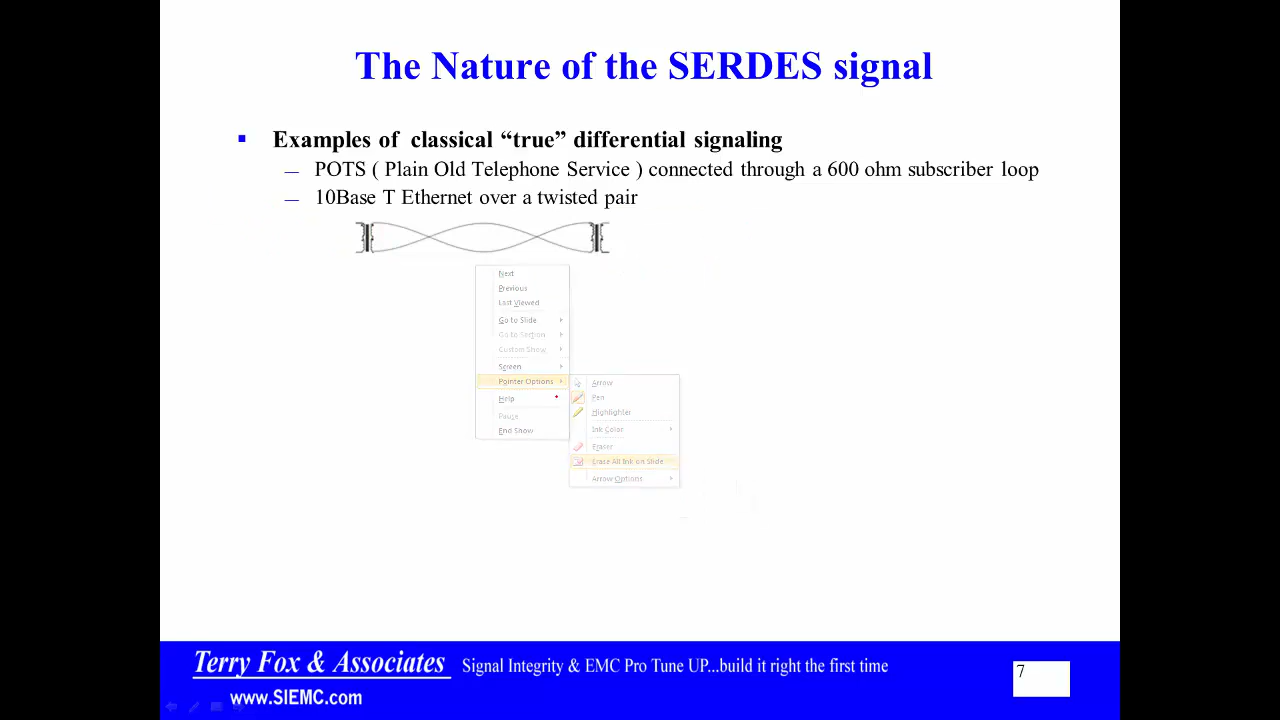 The Nature of the SERDES signal
Examples of classical “true” differential signaling
— POTS ( Plain Old Telephone Service ) connected through a 600 ohm subscriber loop
— 10Base T Ethernet over a twisted pair
Next
Previous
Last Viewed
Go to Slide
Go to Section
Custom Show
Screen
Pointer Options
Help
Pause
End Show
Arrow
Pen
Highlighter
Ink Color
Eraser
Erase All Ink on Slide
Arrow Options
Terry Fox & Associates
Signal Integrity & EMC Pro Tune UP...build it right the first time
www.SIEMC.com
7